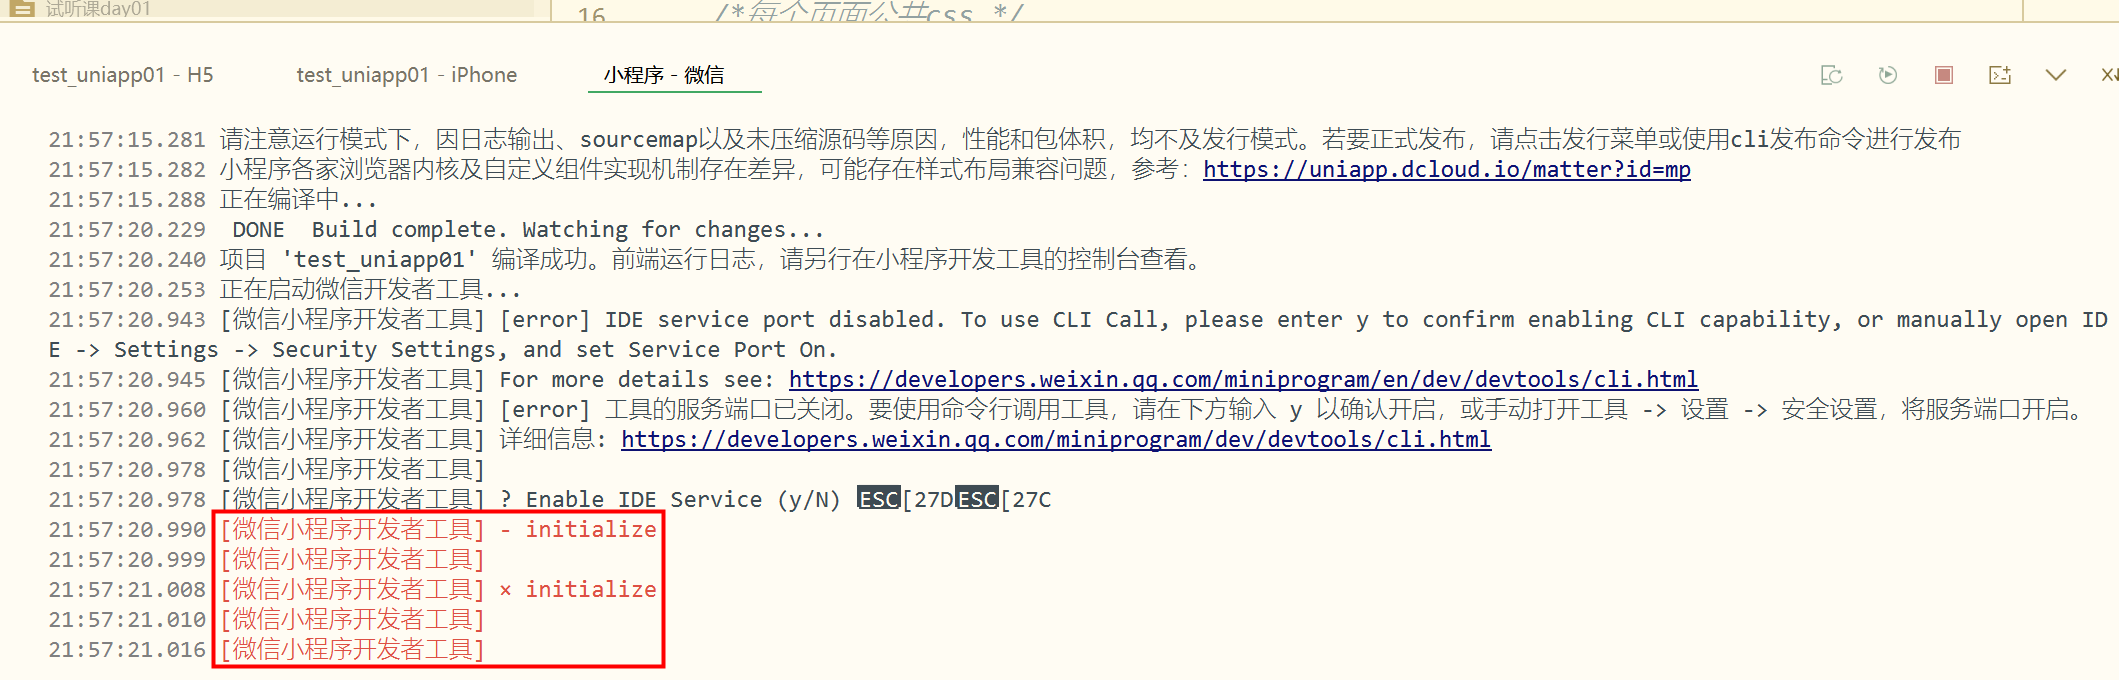 试听课day01
16 /*每个页面公共css */
test_uniapp01 - H5 test_uniapp01 - iPhone 小程序 - 微信
21:57:15.281 请注意运行模式下，因日志输出、sourcemap以及未压缩源码等原因，性能和包体积，均不及发行模式。若要正式发布，请点击发行菜单或使用cli发布命令进行发布
21:57:15.282 小程序各家浏览器内核及自定义组件实现机制存在差异，可能存在样式布局兼容问题，参考：https://uniapp.dcloud.io/matter?id=mp
21:57:15.288 正在编译中...
21:57:20.229 DONE Build complete. Watching for changes...
21:57:20.240 项目 'test_uniapp01' 编译成功。前端运行日志，请另行在小程序开发工具的控制台查看。
21:57:20.253 正在启动微信开发者工具...
21:57:20.943 [微信小程序开发者工具] [error] IDE service port disabled. To use CLI Call, please enter y to confirm enabling CLI capability, or manually open ID
E -> Settings -> Security Settings, and set Service Port On.
21:57:20.945 [微信小程序开发者工具] For more details see: https://developers.weixin.qq.com/miniprogram/en/dev/devtools/cli.html
21:57:20.960 [微信小程序开发者工具] [error] 工具的服务端口已关闭。要使用命令行调用工具，请在下方输入 y 以确认开启，或手动打开工具 -> 设置 -> 安全设置，将服务端口开启。
21:57:20.962 [微信小程序开发者工具] 详细信息: https://developers.weixin.qq.com/miniprogram/dev/devtools/cli.html
21:57:20.978 [微信小程序开发者工具]
21:57:20.978 [微信小程序开发者工具] ? Enable IDE Service (y/N) ESC[27DESC[27C
21:57:20.990 [微信小程序开发者工具] - initialize
21:57:20.999 [微信小程序开发者工具]
21:57:21.008 [微信小程序开发者工具] × initialize
21:57:21.010 [微信小程序开发者工具]
21:57:21.016 [微信小程序开发者工具]